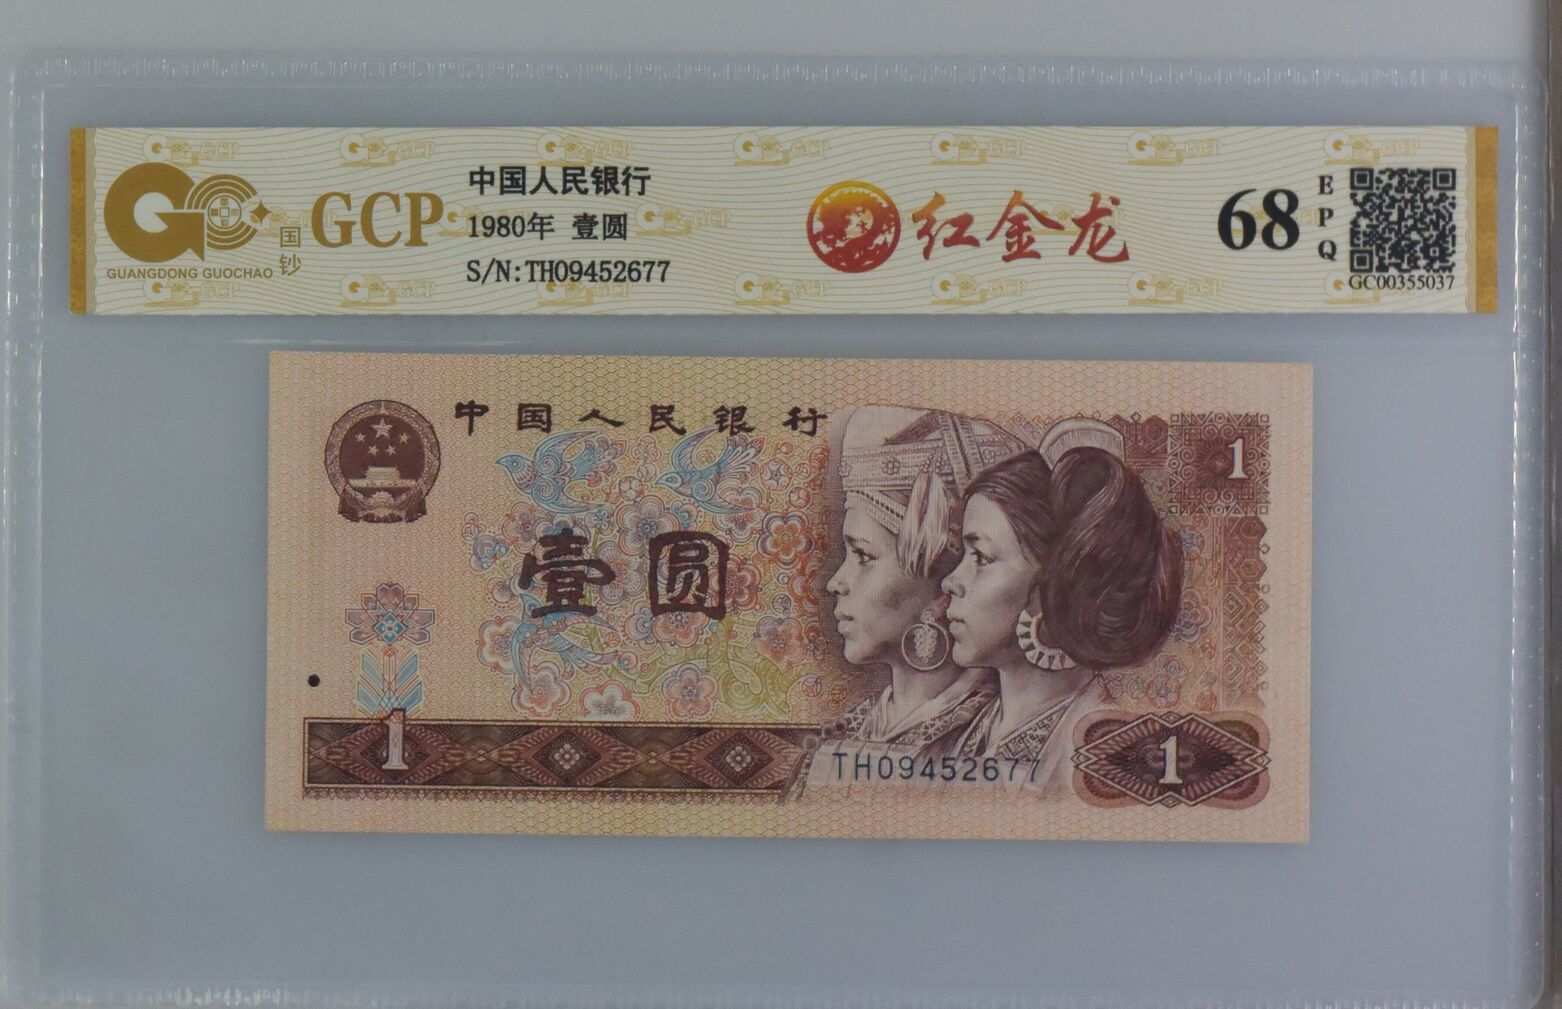 GCP
GUANGDONG GUOCHAO
国钞
中国人民银行
1980年 壹圆
S/N:TH09452677
红金龙
68
EPQ
GC00355037
中国人民银行
1
壹圆
1
TH09452677
1